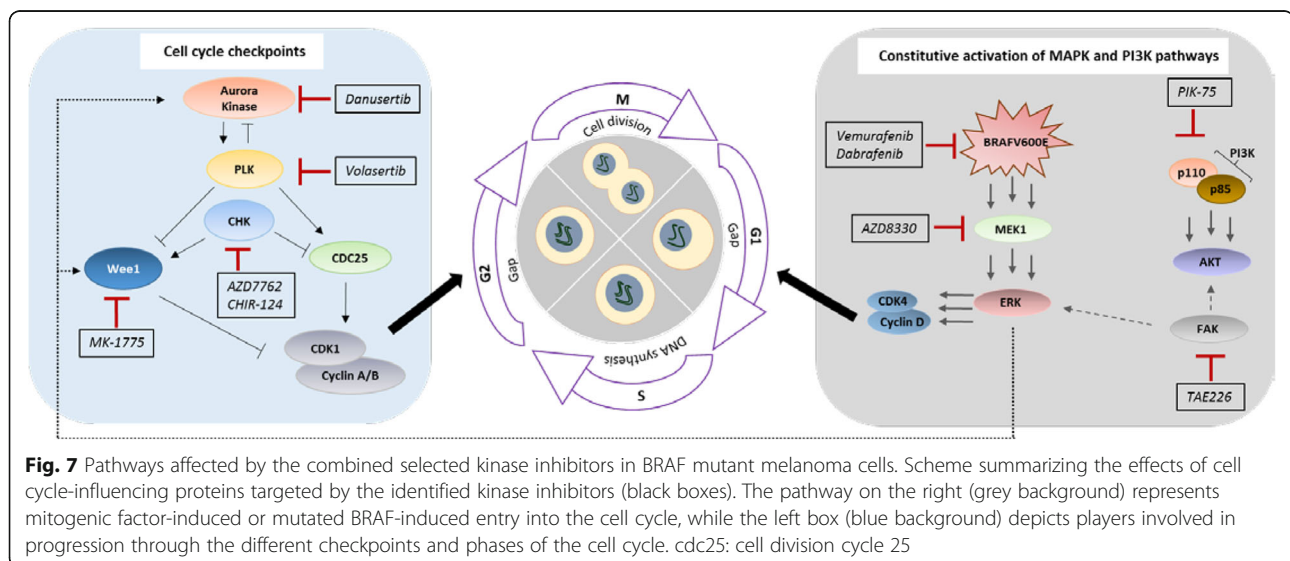 Cell cycle checkpoints
Aurora
Kinase
Danusertib
PLK
Volasertib
CHK
Wee1
CDC25
AZD7762
CHIR-124
MK-1775
CDK1
Cyclin A/B
M
Cell division
G1
Gap
G2
Gap
DNA synthesis
S
Constitutive activation of MAPK and PI3K pathways
PIK-75
Vemurafenib
Dabrafenib
BRAFV600E
PI3K
p110
p85
AZD8330
MEK1
AKT
CDK4
Cyclin D
ERK
FAK
TAE226
Fig. 7 Pathways affected by the combined selected kinase inhibitors in BRAF mutant melanoma cells. Scheme summarizing the effects of cell
cycle-influencing proteins targeted by the identified kinase inhibitors (black boxes). The pathway on the right (grey background) represents
mitogenic factor-induced or mutated BRAF-induced entry into the cell cycle, while the left box (blue background) depicts players involved in
progression through the different checkpoints and phases of the cell cycle. cdc25: cell division cycle 25